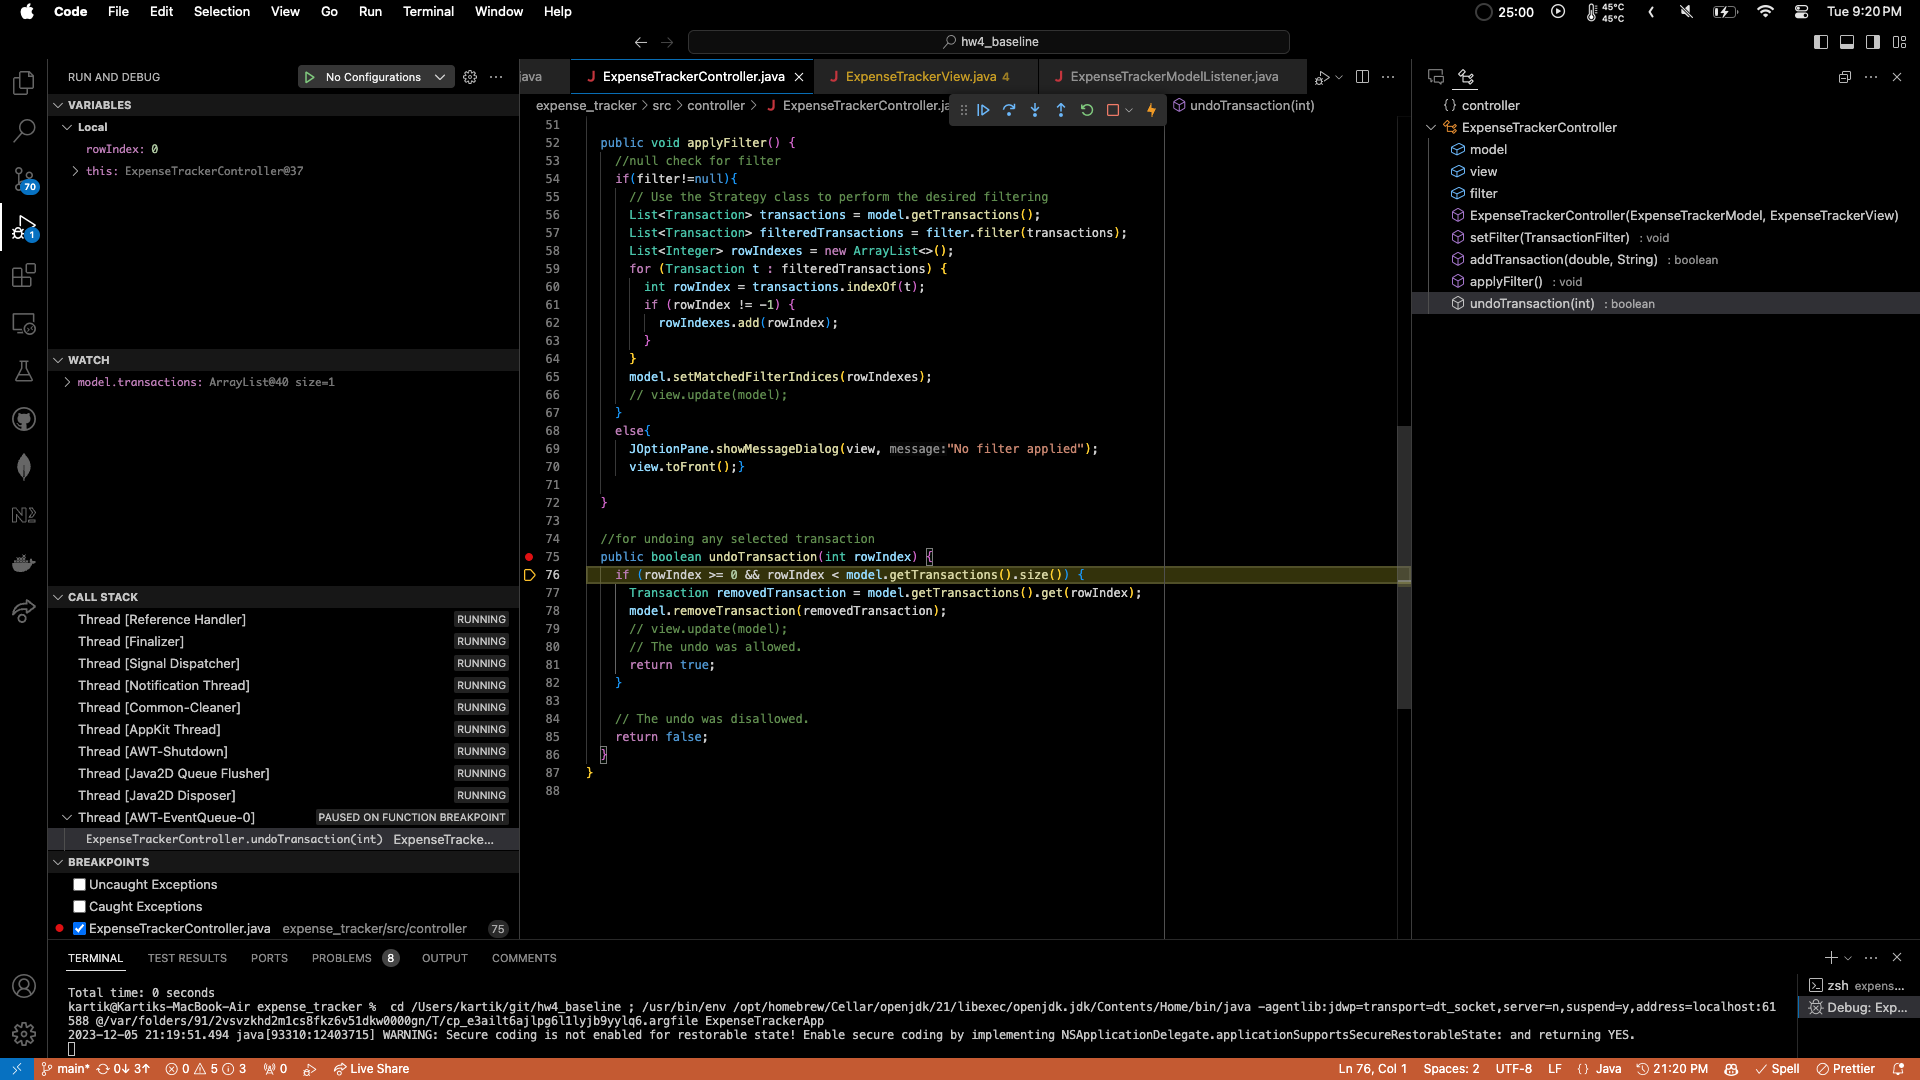 Code File Edit Selection View Go Run Terminal Window Help
25:00 45°C 45°C Tue 9:20 PM
hw4_baseline
RUN AND DEBUG No Configurations
java ExpenseTrackerController.java ExpenseTrackerView.java 4 ExpenseTrackerModelListener.java
expense_tracker > src > controller > ExpenseTrackerController.ja undoTransaction(int)
VARIABLES
Local
rowIndex: 0
this: ExpenseTrackerController@37
WATCH
model.transactions: ArrayList@40 size=1
CALL STACK
Thread [Reference Handler] RUNNING
Thread [Finalizer] RUNNING
Thread [Signal Dispatcher] RUNNING
Thread [Notification Thread] RUNNING
Thread [Common-Cleaner] RUNNING
Thread [AppKit Thread] RUNNING
Thread [AWT-Shutdown] RUNNING
Thread [Java2D Queue Flusher] RUNNING
Thread [Java2D Disposer] RUNNING
Thread [AWT-EventQueue-0] PAUSED ON FUNCTION BREAKPOINT
ExpenseTrackerController.undoTransaction(int) ExpenseTracke...
BREAKPOINTS
Uncaught Exceptions
Caught Exceptions
ExpenseTrackerController.java expense_tracker/src/controller 75
70
1
51
52 public void applyFilter() {
53 //null check for filter
54 if(filter!=null){
55 // Use the Strategy class to perform the desired filtering
56 List<Transaction> transactions = model.getTransactions();
57 List<Transaction> filteredTransactions = filter.filter(transactions);
58 List<Integer> rowIndexes = new ArrayList<>();
59 for (Transaction t : filteredTransactions) {
60 int rowIndex = transactions.indexOf(t);
61 if (rowIndex != -1) {
62 rowIndexes.add(rowIndex);
63 }
64 }
65 model.setMatchedFilterIndices(rowIndexes);
66 // view.update(model);
67 }
68 else{
69 JOptionPane.showMessageDialog(view, message:"No filter applied");
70 view.toFront();}
71
72 }
73
74 //for undoing any selected transaction
75 public boolean undoTransaction(int rowIndex) {
76 if (rowIndex >= 0 && rowIndex < model.getTransactions().size()) {
77 Transaction removedTransaction = model.getTransactions().get(rowIndex);
78 model.removeTransaction(removedTransaction);
79 // view.update(model);
80 // The undo was allowed.
81 return true;
82 }
83
84 // The undo was disallowed.
85 return false;
86 }
87 }
88
{} controller
ExpenseTrackerController
model
view
filter
ExpenseTrackerController(ExpenseTrackerModel, ExpenseTrackerView)
setFilter(TransactionFilter) : void
addTransaction(double, String) : boolean
applyFilter() : void
undoTransaction(int) : boolean
TERMINAL TEST RESULTS PORTS PROBLEMS 8 OUTPUT COMMENTS
Total time: 0 seconds
kartik@Kartiks-MacBook-Air expense_tracker % cd /Users/kartik/git/hw4_baseline ; /usr/bin/env /opt/homebrew/Cellar/openjdk/21/libexec/openjdk.jdk/Contents/Home/bin/java -agentlib:jdwp=transport=dt_socket,server=n,suspend=y,address=localhost:61
588 @/var/folders/91/2vsvzkhd2m1cs8fkz6v51dkw0000gn/T/cp_e3ailt6ajlpg6l1lyjb9yylq6.argfile ExpenseTrackerApp
2023-12-05 21:19:51.494 java[93310:12403715] WARNING: Secure coding is not enabled for restorable state! Enable secure coding by implementing NSApplicationDelegate.applicationSupportsSecureRestorableState: and returning YES.
zsh expens...
Debug: Exp...
main* 0↓ 3↑ 0 5 3 0 Live Share
Ln 76, Col 1 Spaces: 2 UTF-8 LF {} Java 21:20 PM Spell Prettier